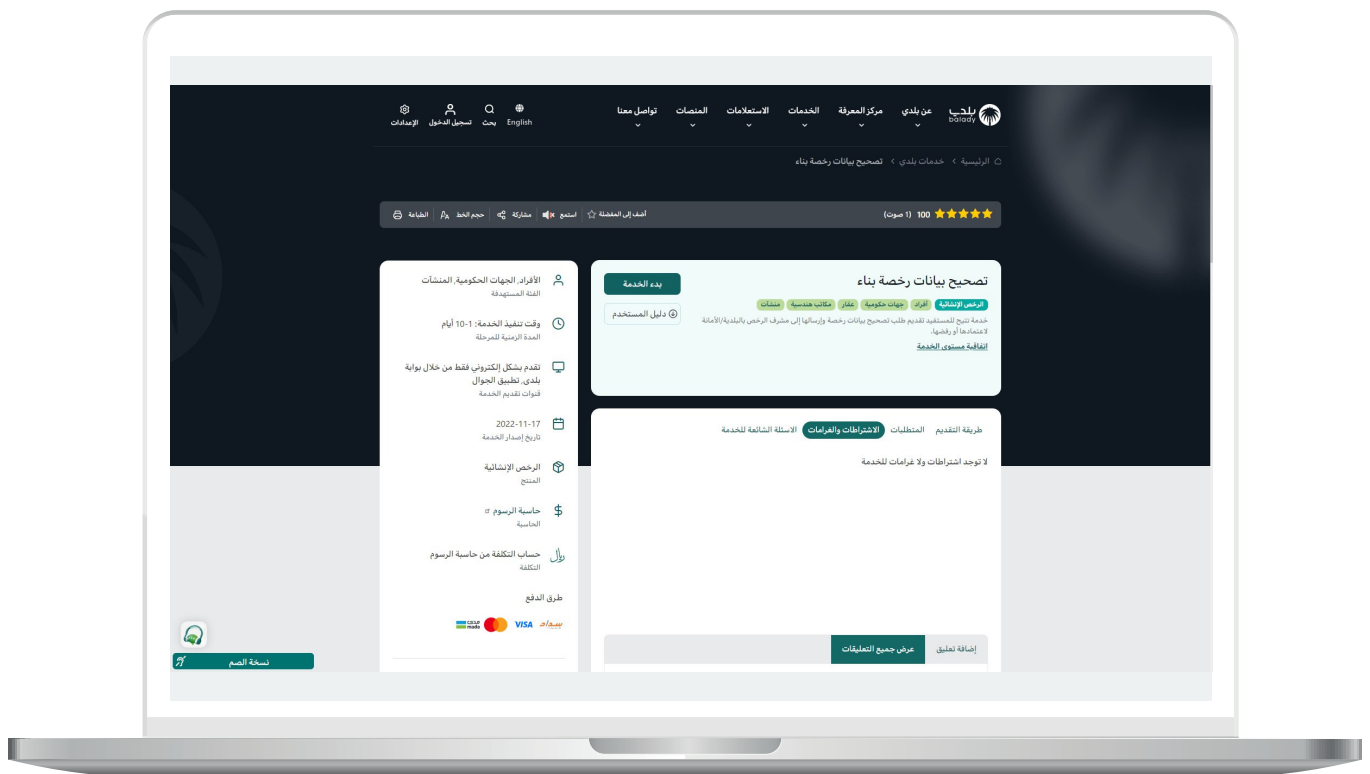 بلدي
balady
عن بلدي
مركز المعرفة
الخدمات
الاستعلامات
المنصات
تواصل معنا
English
بحث
تسجيل الدخول
الإعدادات
الرئيسية > خدمات بلدي > تصحيح بيانات رخصة بناء
100 (1 صوت)
أضف إلى المفضلة
استمع
مشاركة
حجم الخط
الطباعة
تصحيح بيانات رخصة بناء
بدء الخدمة
دليل المستخدم
الرخص الإنشائية
أفراد
جهات حكومية
عقار
مكاتب هندسية
منشآت
خدمة تتيح للمستفيد تقديم طلب تصحيح بيانات رخصة وإرسالها إلى مشرف الرخص بالبلدية/الأمانة
لاعتمادها أو رفضها.
اتفاقية مستوى الخدمة
طريقة التقديم
المتطلبات
الاشتراطات والغرامات
الاسئلة الشائعة للخدمة
لا توجد اشتراطات ولا غرامات للخدمة
إضافة تعليق
عرض جميع التعليقات
الأفراد, الجهات الحكومية, المنشآت
الفئة المستهدفة
وقت تنفيذ الخدمة: 1-10 أيام
المدة الزمنية للمرحلة
تقدم بشكل إلكتروني فقط من خلال بوابة
بلدي, تطبيق الجوال
قنوات تقديم الخدمة
2022-11-17
تاريخ إصدار الخدمة
الرخص الإنشائية
المنتج
حاسبة الرسوم
الحاسبة
حساب التكلفة من حاسبة الرسوم
التكلفة
طرق الدفع
سداد
VISA
مدى
mada
نسخة الصم